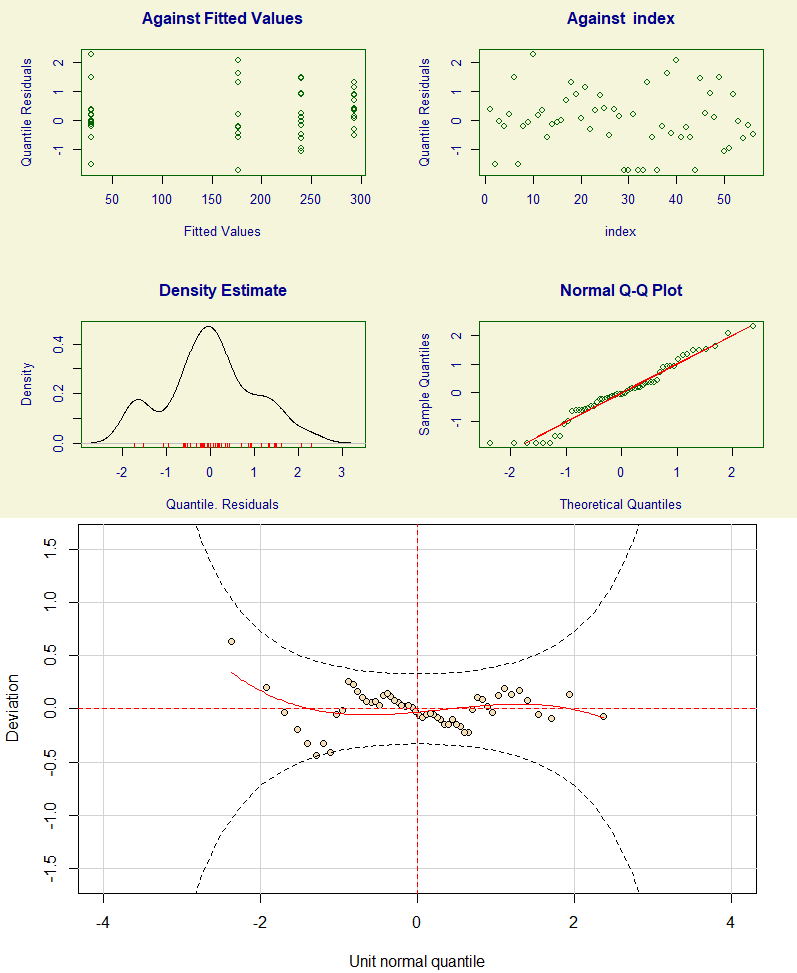 Against Fitted Values
Quantile Residuals
-1 0 1 2
50 100 150 200 250 300
Fitted Values
Against  index
Quantile Residuals
-1 0 1 2
0 10 20 30 40 50
index
Density Estimate
Density
0.0 0.2 0.4
-2 -1 0 1 2 3
Quantile. Residuals
Normal Q-Q Plot
Sample Quantiles
-1 0 1 2
-2 -1 0 1 2
Theoretical Quantiles
Deviation
-1.5 -1.0 -0.5 0.0 0.5 1.0 1.5
-4 -2 0 2 4
Unit normal quantile